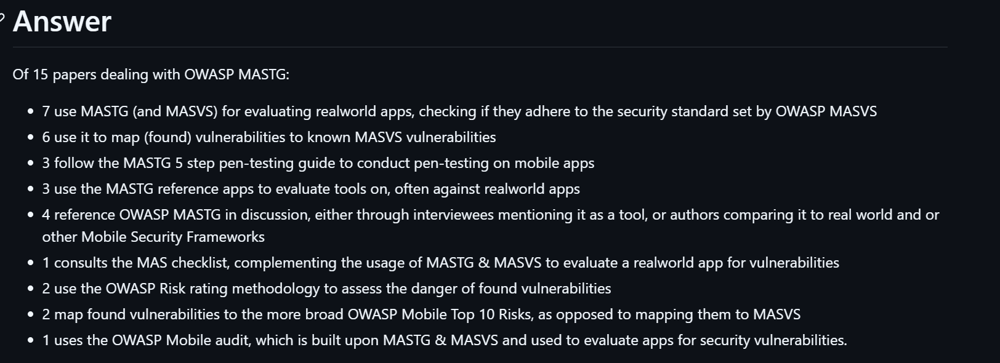 Answer
Of 15 papers dealing with OWASP MASTG:
• 7 use MASTG (and MASVS) for evaluating realworld apps, checking if they adhere to the security standard set by OWASP MASVS
• 6 use it to map (found) vulnerabilities to known MASVS vulnerabilities
• 3 follow the MASTG 5 step pen-testing guide to conduct pen-testing on mobile apps
• 3 use the MASTG reference apps to evaluate tools on, often against realworld apps
• 4 reference OWASP MASTG in discussion, either through interviewees mentioning it as a tool, or authors comparing it to real world and or
other Mobile Security Frameworks
• 1 consults the MAS checklist, complementing the usage of MASTG & MASVS to evaluate a realworld app for vulnerabilities
• 2 use the OWASP Risk rating methodology to assess the danger of found vulnerabilities
• 2 map found vulnerabilities to the more broad OWASP Mobile Top 10 Risks, as opposed to mapping them to MASVS
• 1 uses the OWASP Mobile audit, which is built upon MASTG & MASVS and used to evaluate apps for security vulnerabilities.